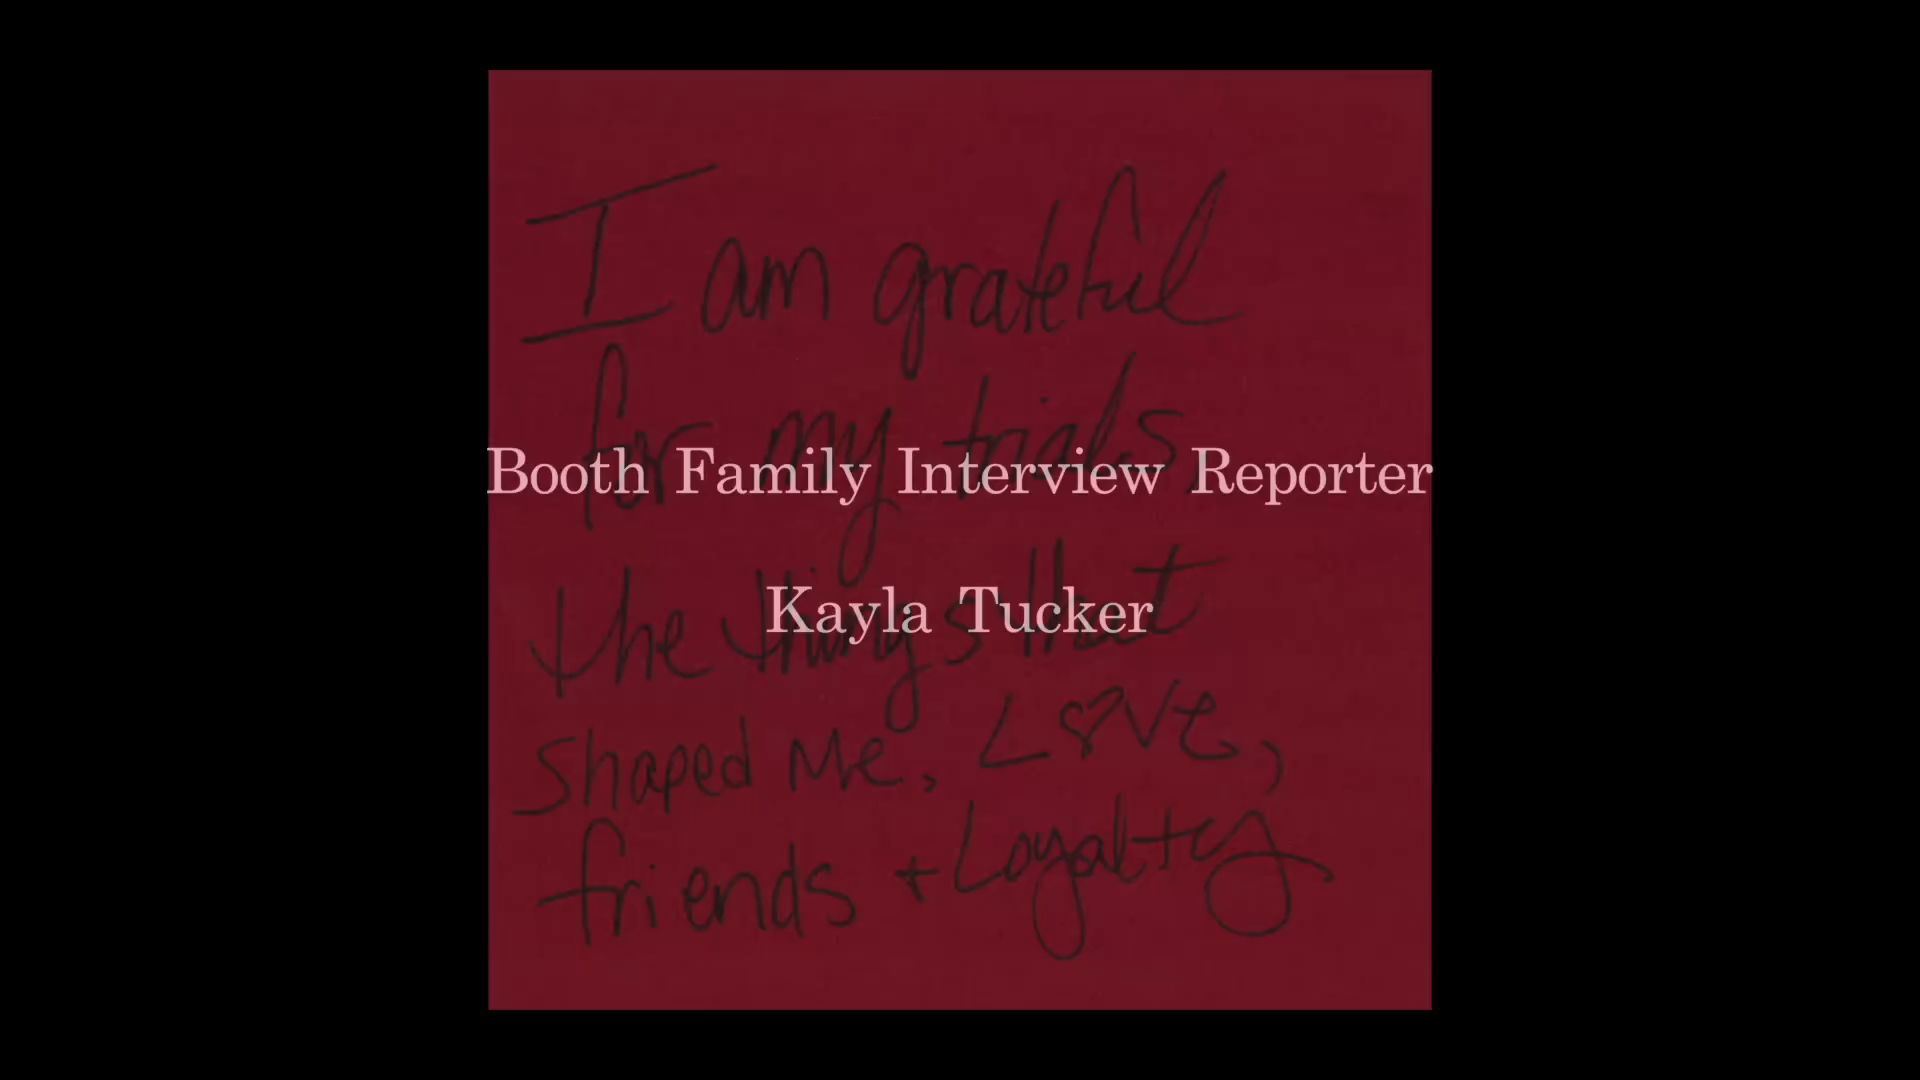 I am grateful
for my trials,
Booth Family Interview Reporter
the things that
Kayla Tucker
shaped me, Love,
friends + Loyalty